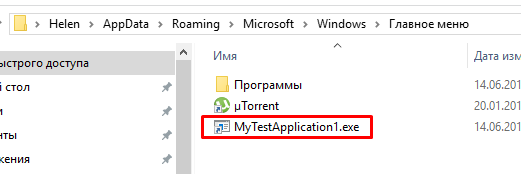 Helen > AppData > Roaming > Microsoft > Windows > Главное меню
Имя Дата изм
ыстрого доступа
й стол
Программы 14.06.201
µTorrent 20.01.201
MyTestApplication1.exe 14.06.201
нты
жения